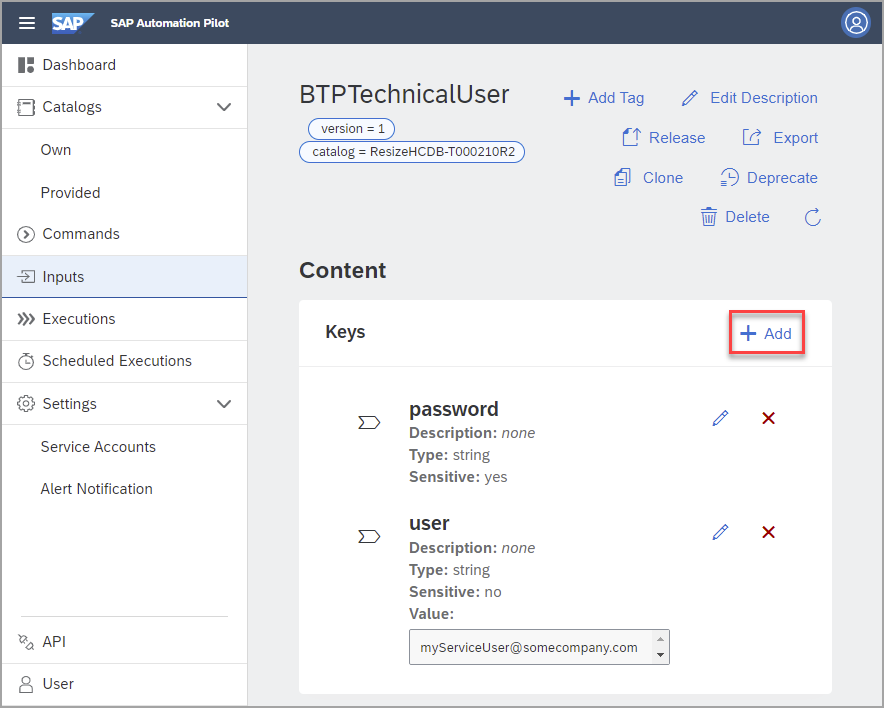 SAP SAP Automation Pilot
Dashboard
Catalogs
Own
Provided
Commands
Inputs
Executions
Scheduled Executions
Settings
Service Accounts
Alert Notification
API
User
BTPTechnicalUser
version = 1
catalog = ResizeHCDB-T000210R2
Add Tag
Edit Description
Release
Export
Clone
Deprecate
Delete
Content
Keys
Add
password
Description: none
Type: string
Sensitive: yes
user
Description: none
Type: string
Sensitive: no
Value:
myServiceUser@somecompany.com